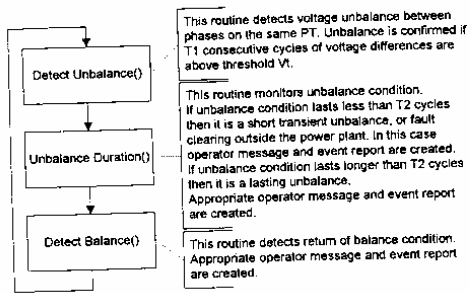 This routine detects voltage unbalance between
phases on the same PT. Unbalance is confirmed if
T1 consecutive cycles of voltage differences are
above threshold Vt.
Detect Unbalance()
This routine monitors unbalance condition.
If unbalance condition lasts less than T2 cycles
then it is a short transient unbalance, or fault
clearing outside the power plant. In this case
operator message and event report are created.
If unbalance condition lasts longer than T2 cycles
then it is a lasting unbalance.
Appropriate operator message and event report
are created.
Unbalance Duration()
This routine detects return of balance condition.
Appropriate operator message and event report
are created.
Detect Balance()